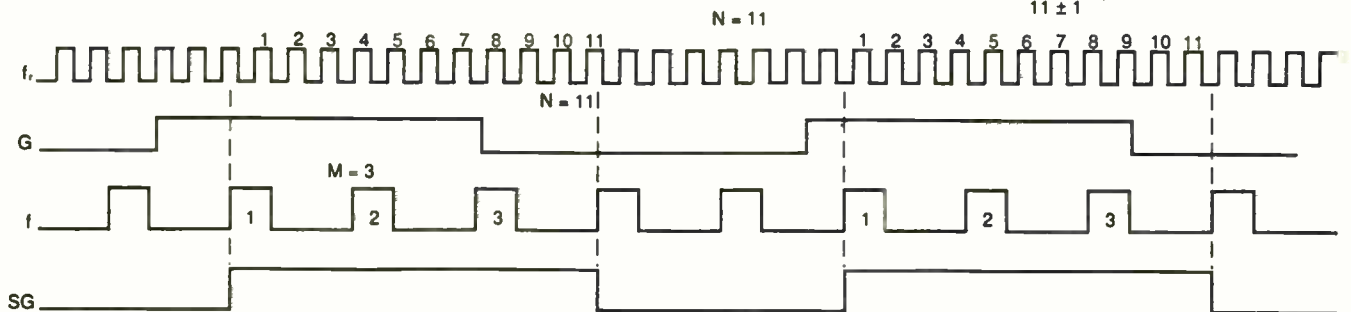 N = 11
11 ± 1
1 2 3 4 5 6 7 8 9 10 11
1 2 3 4 5 6 7 8 9 10 11
fr
N = 11
G
M = 3
f
1 2 3
1 2 3
SG